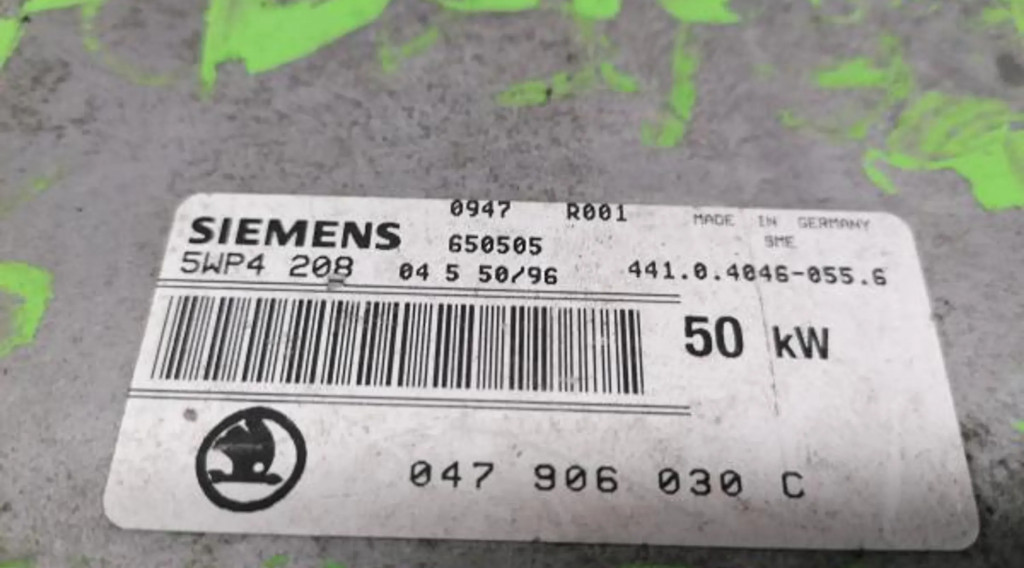 0947 R001 MADE IN GERMANY
SIEMENS 650505 SME
5WP4 208 04 5 50/96 441.0.4046-055.6
50 kW
047 906 030 C